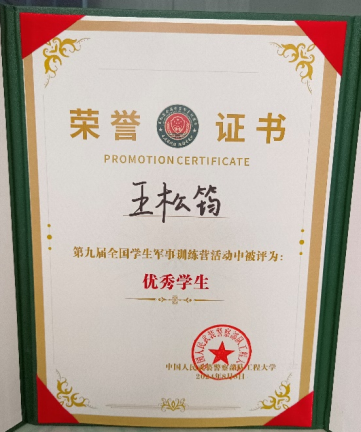 荣誉证书
PROMOTION CERTIFICATE
王松筠
第九届全国学生军事训练营活动中被评为:
优秀学生
中国人民武装警察部队工程大学